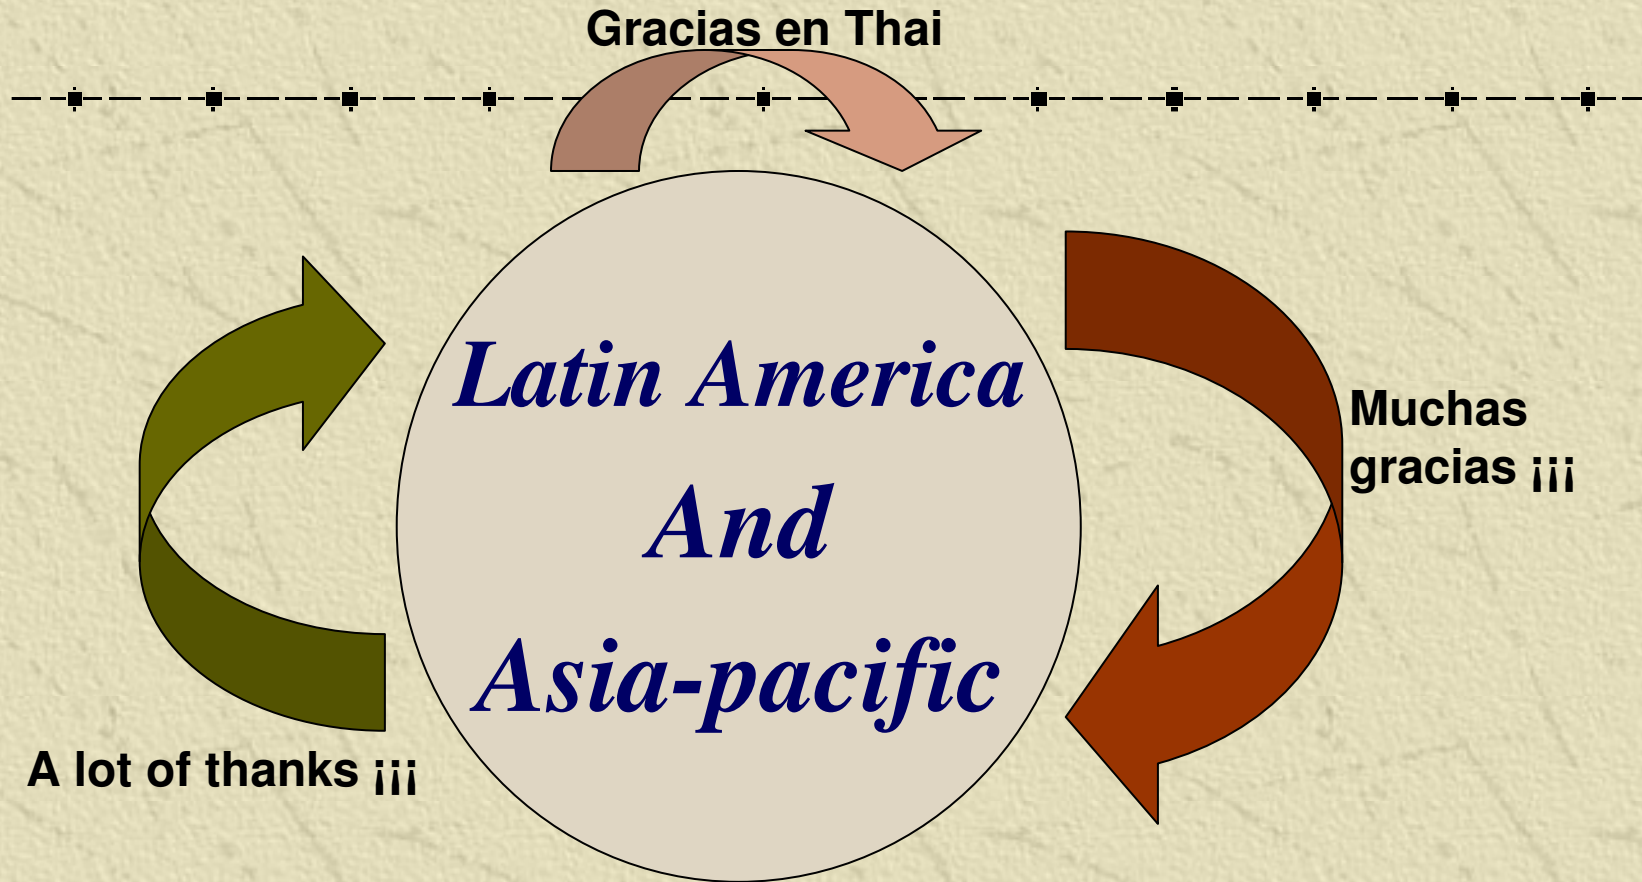 Gracias en Thai
Latin America
And
Asia-pacific
Muchas
gracias ¡¡¡
A lot of thanks ¡¡¡